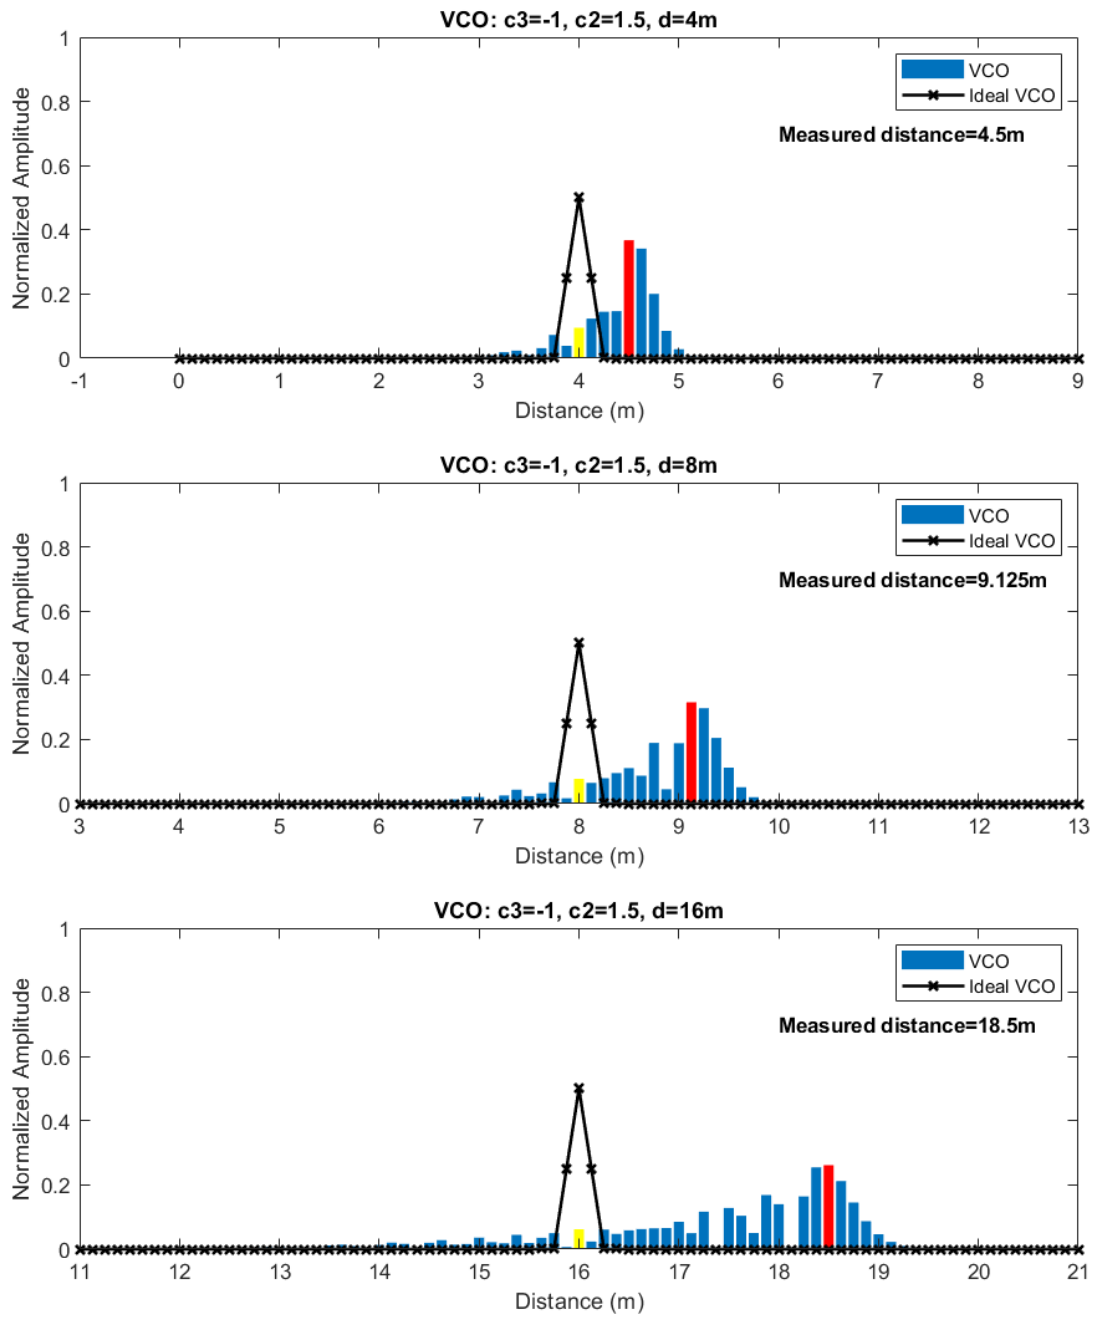 VCO: c3=-1, c2=1.5, d=4m
1
0.8
0.6
0.4
0.2
0
Normalized Amplitude
VCO
Ideal VCO
Measured distance=4.5m
-1 0 1 2 3 4 5 6 7 8 9
Distance (m)
VCO: c3=-1, c2=1.5, d=8m
1
0.8
0.6
0.4
0.2
0
Normalized Amplitude
VCO
Ideal VCO
Measured distance=9.125m
3 4 5 6 7 8 9 10 11 12 13
Distance (m)
VCO: c3=-1, c2=1.5, d=16m
1
0.8
0.6
0.4
0.2
0
Normalized Amplitude
VCO
Ideal VCO
Measured distance=18.5m
11 12 13 14 15 16 17 18 19 20 21
Distance (m)